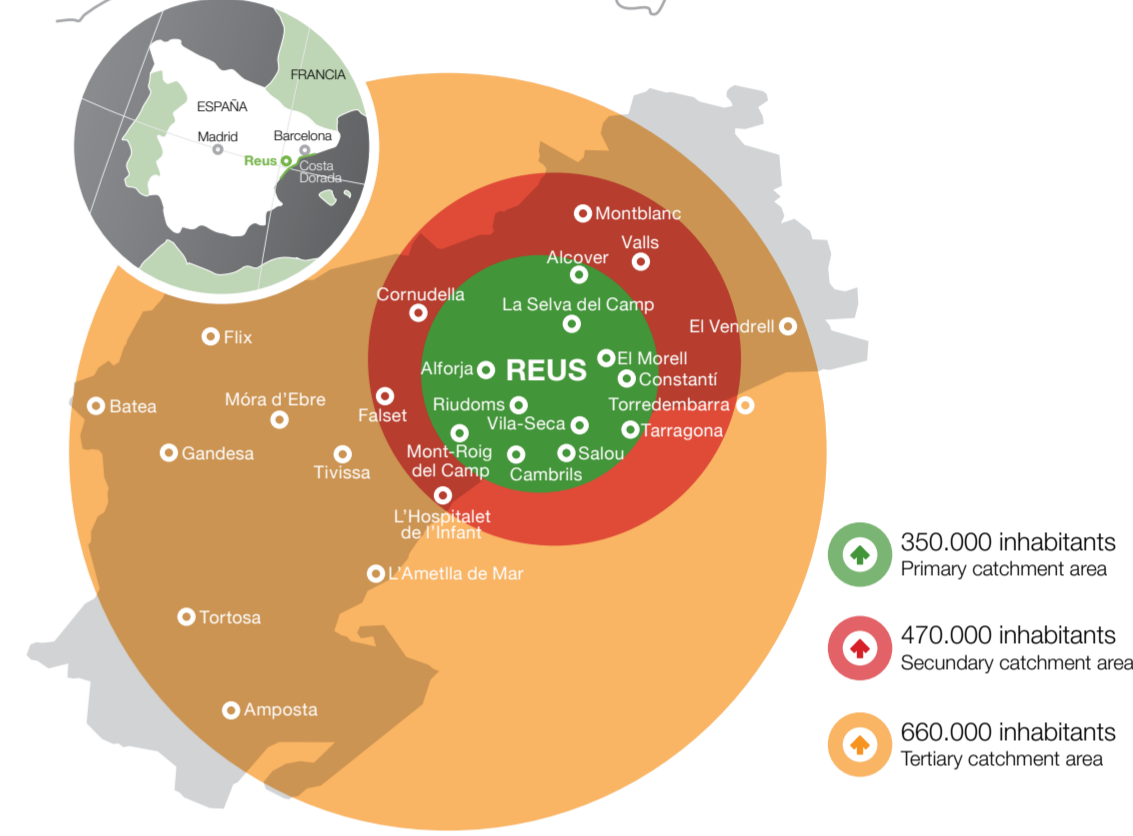 FRANCIA
ESPAÑA
Madrid
Barcelona
Reus
Costa
Dorada
Montblanc
Valls
Alcover
Cornudella
La Selva del Camp
El Vendrell
Flix
El Morell
Alforja
REUS
Constantí
Batea
Móra d'Ebre
Falset
Riudoms
Torredembarra
Vila-Seca
Tarragona
Gandesa
Tivissa
Mont-Roig
del Camp
Salou
Cambrils
L'Hospitalet
de l'Infant
L'Ametlla de Mar
Tortosa
Amposta
350.000 inhabitants
Primary catchment area
470.000 inhabitants
Secundary catchment area
660.000 inhabitants
Tertiary catchment area